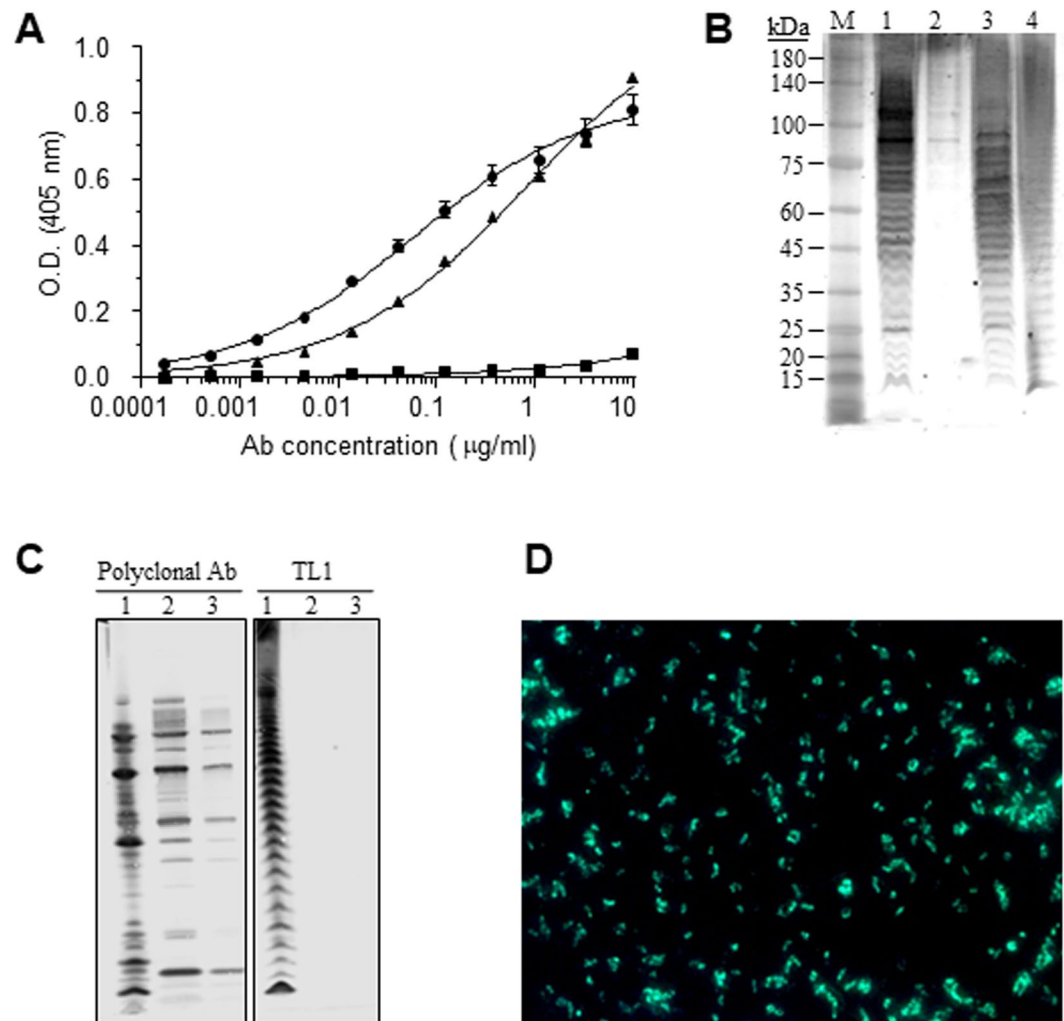 A
1.0
0.8
0.6
0.4
0.2
0.0
O.D. (405 nm)
0.0001 0.001 0.01 0.1 1 10
Ab concentration ( μg/ml)
B
kDa M 1 2 3 4
180
140
100
75
60
45
35
25
20
15
C
Polyclonal Ab TL1
1 2 3 1 2 3
D